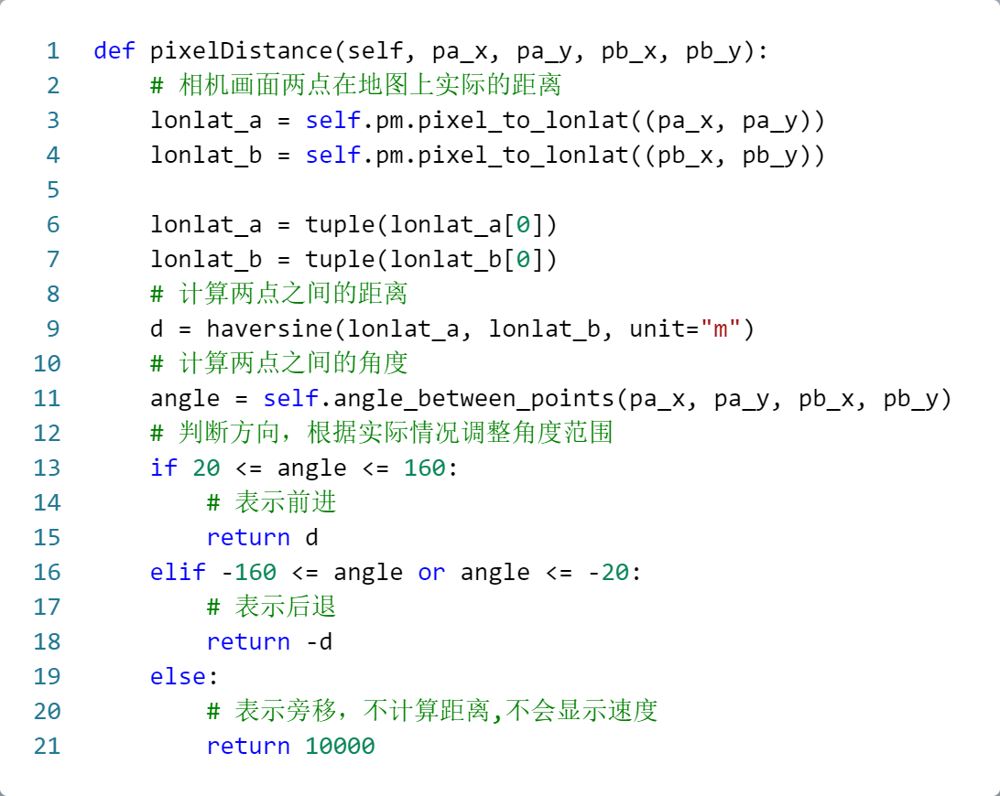 1 def pixelDistance(self, pa_x, pa_y, pb_x, pb_y):
2     # 相机画面两点在地图上实际的距离
3     lonlat_a = self.pm.pixel_to_lonlat((pa_x, pa_y))
4     lonlat_b = self.pm.pixel_to_lonlat((pb_x, pb_y))
5
6     lonlat_a = tuple(lonlat_a[0])
7     lonlat_b = tuple(lonlat_b[0])
8     # 计算两点之间的距离
9     d = haversine(lonlat_a, lonlat_b, unit="m")
10     # 计算两点之间的角度
11     angle = self.angle_between_points(pa_x, pa_y, pb_x, pb_y)
12     # 判断方向，根据实际情况调整角度范围
13     if 20 <= angle <= 160:
14         # 表示前进
15         return d
16     elif -160 <= angle or angle <= -20:
17         # 表示后退
18         return -d
19     else:
20         # 表示旁移，不计算距离,不会显示速度
21         return 10000